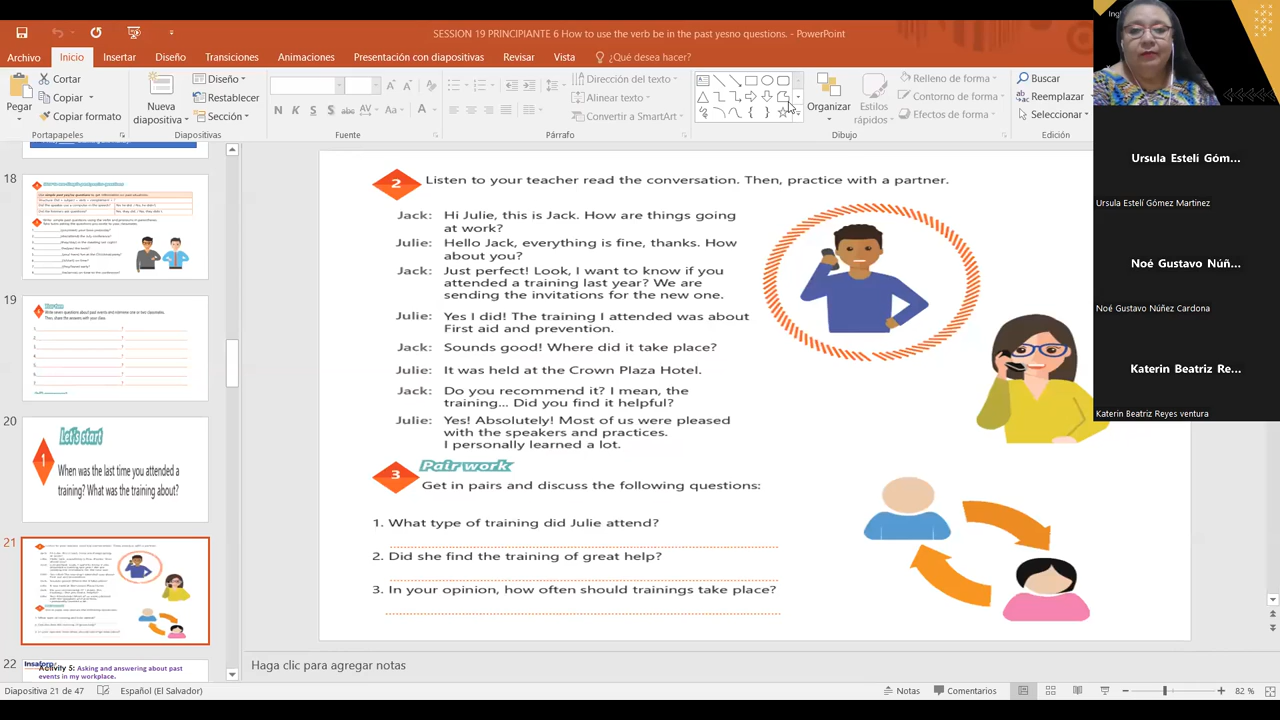 SESSION 19 PRINCIPIANTE 6 How to use the verb be in the past yesno questions. - PowerPoint
Archivo Inicio Insertar Diseño Transiciones Animaciones Presentación con diapositivas Revisar Vista ¿Qué desea hacer?
Pegar
Cortar
Copiar
Copiar formato
Portapapeles
Nueva
diapositiva
Diseño
Restablecer
Sección
Diapositivas
N K S S abc AV Aa A
Fuente
Dirección del texto
Alinear texto
Convertir a SmartArt
Párrafo
Organizar
Estilos
rápidos
Relleno de forma
Contorno de forma
Efectos de forma
Dibujo
Buscar
Reemplazar
Seleccionar
Edición
18
19
20
Let's start
1
When was the last time you attended a
training? What was the training about?
21
22
Insaforp
Activity 5: Asking and answering about past
events in my workplace.
2 Listen to your teacher read the conversation. Then, practice with a partner.
Jack: Hi Julie, this is Jack. How are things going
at work?
Julie: Hello Jack, everything is fine, thanks. How
about you?
Jack: Just perfect! Look, I want to know if you
attended a training last year? We are
sending the invitations for the new one.
Julie: Yes I did! The training I attended was about
First aid and prevention.
Jack: Sounds good! Where did it take place?
Julie: It was held at the Crown Plaza Hotel.
Jack: Do you recommend it? I mean, the
training... Did you find it helpful?
Julie: Yes! Absolutely! Most of us were pleased
with the speakers and practices.
I personally learned a lot.
3 Pair work
Get in pairs and discuss the following questions:
1. What type of training did Julie attend?
2. Did she find the training of great help?
3. In your opinion, how often should trainings take place?
Haga clic para agregar notas
Diapositiva 21 de 47 Español (El Salvador) Notas Comentarios 82 %
Ursula Estelí Góm...
Ursula Estelí Gómez Martinez
Noé Gustavo Núñ...
Noé Gustavo Núñez Cardona
Katerin Beatriz Re...
Katerin Beatriz Reyes ventura